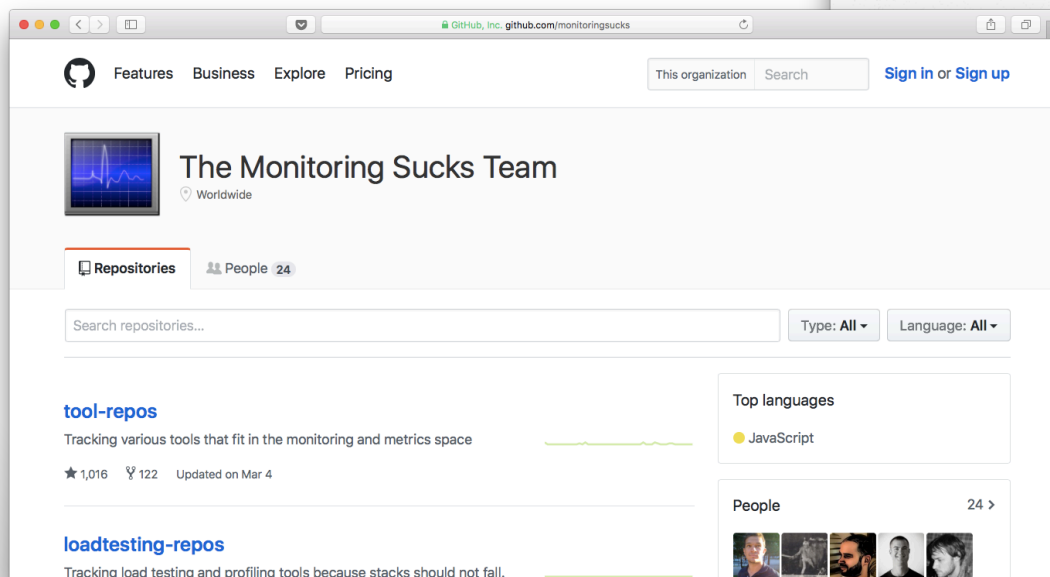 GitHub, Inc. github.com/monitoringsucks
Features Business Explore Pricing
This organization Search
Sign in or Sign up
The Monitoring Sucks Team
Worldwide
Repositories People 24
Search repositories...
Type: All Language: All
tool-repos
Tracking various tools that fit in the monitoring and metrics space
1,016 122 Updated on Mar 4
loadtesting-repos
Tracking load testing and profiling tools because stacks should not fall.
Top languages
JavaScript
People 24